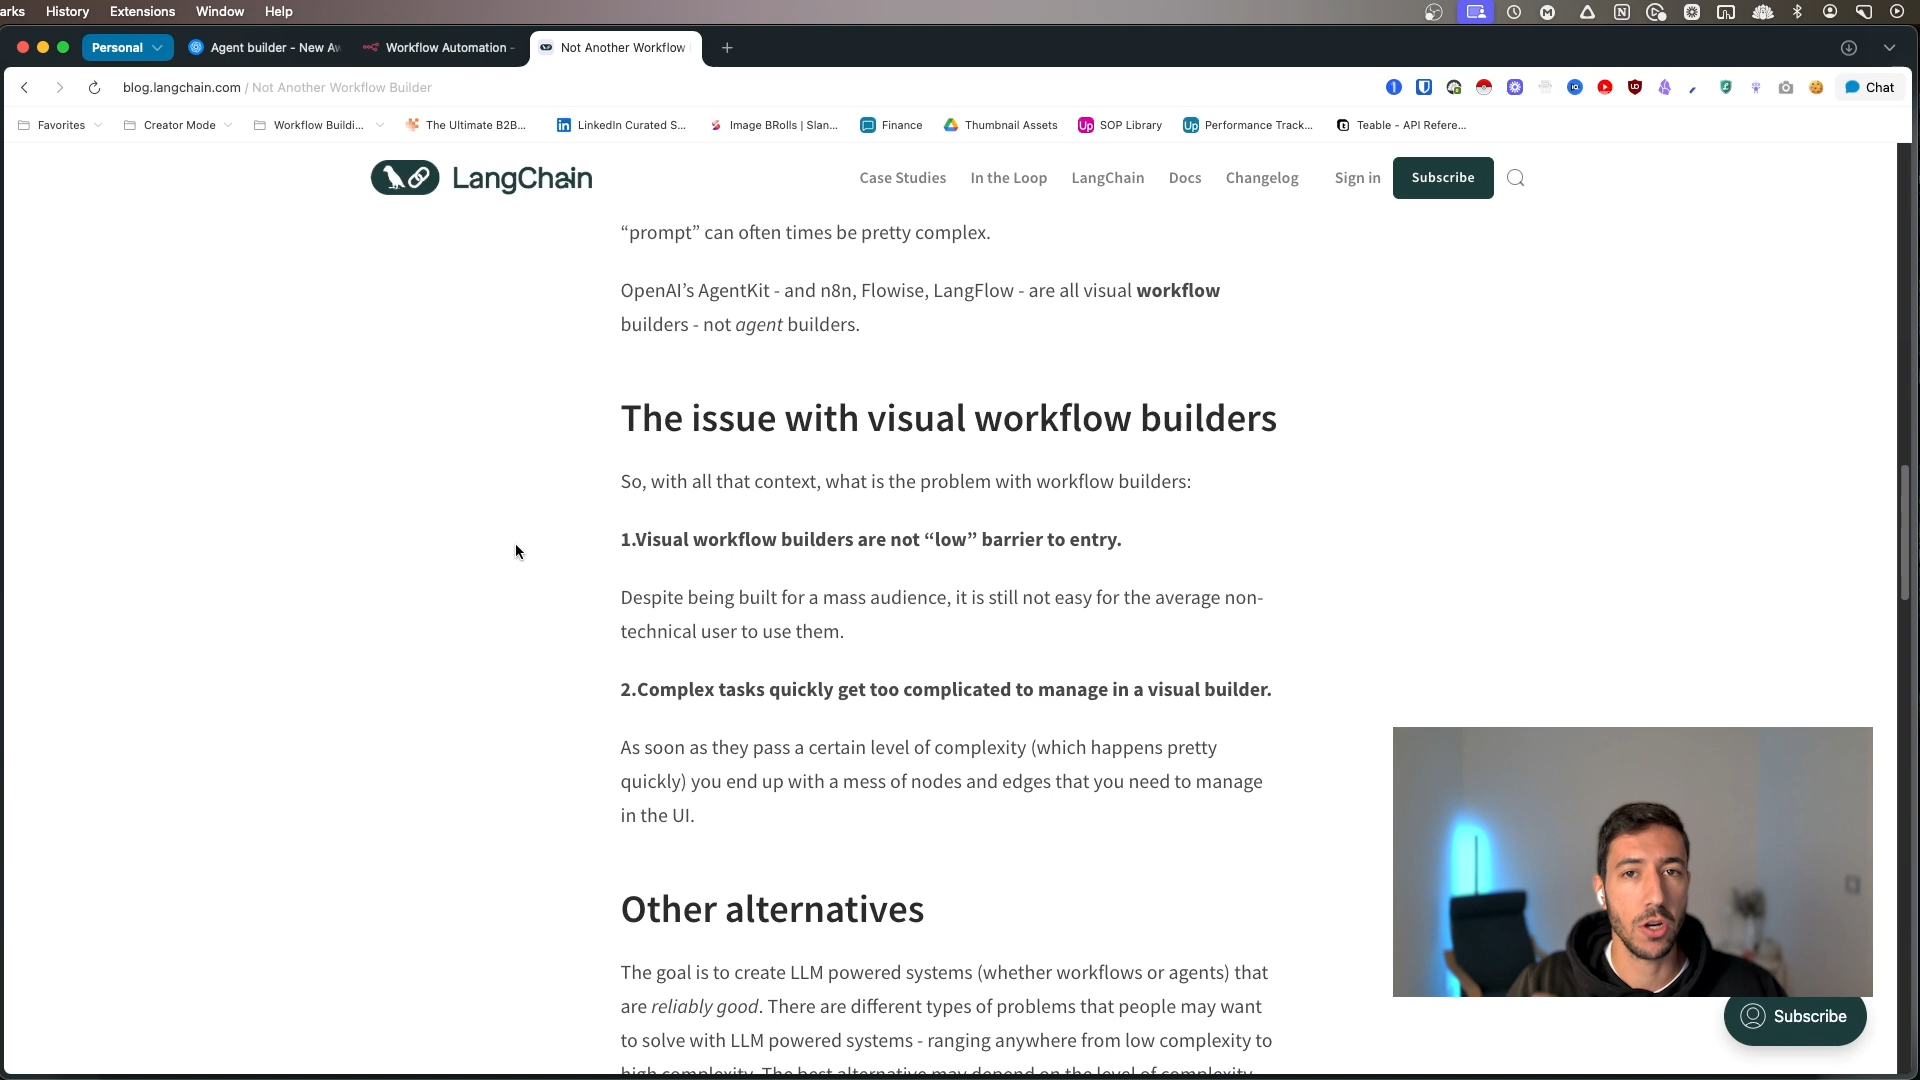 arks History Extensions Window Help
Personal Agent builder - New Aw Workflow Automation - Not Another Workflow
blog.langchain.com / Not Another Workflow Builder
Chat
Favorites Creator Mode Workflow Buildi... The Ultimate B2B... LinkedIn Curated S... Image BRolls | Slan... Finance Thumbnail Assets SOP Library Performance Track... Teable - API Refere...
LangChain Case Studies In the Loop LangChain Docs Changelog Sign in Subscribe
“prompt” can often times be pretty complex.
OpenAI’s AgentKit - and n8n, Flowise, LangFlow - are all visual workflow
builders - not agent builders.
The issue with visual workflow builders
So, with all that context, what is the problem with workflow builders:
1.Visual workflow builders are not “low” barrier to entry.
Despite being built for a mass audience, it is still not easy for the average non-
technical user to use them.
2.Complex tasks quickly get too complicated to manage in a visual builder.
As soon as they pass a certain level of complexity (which happens pretty
quickly) you end up with a mess of nodes and edges that you need to manage
in the UI.
Other alternatives
The goal is to create LLM powered systems (whether workflows or agents) that
are reliably good. There are different types of problems that people may want
to solve with LLM powered systems - ranging anywhere from low complexity to
high complexity. The best alternative may depend on the level of complexity
Subscribe